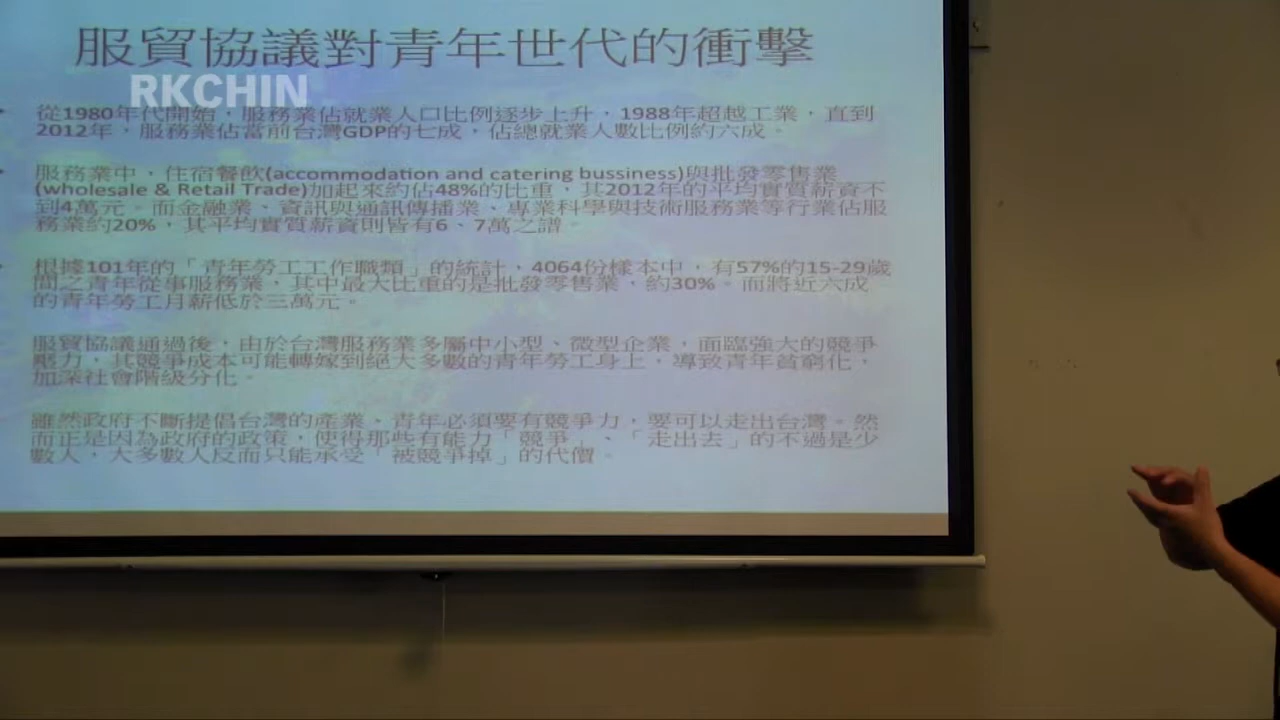 服貿協議對青年世代的衝擊
RKCHIN
從1980年代開始，服務業佔就業人口比例逐步上升，1988年超越工業，直到
2012年，服務業佔當前台灣GDP的七成，佔總就業人數比例約六成。
服務業中，住宿餐飲(accommodation and catering bussiness)與批發零售業
(wholesale & Retail Trade)加起來約佔48%的比重，其2012年的平均實質薪資不
到4萬元。而金融業、資訊與通訊傳播業、專業科學與技術服務業等行業佔服
務業約20%，其平均實質薪資則皆有6、7萬之譜。
根據101年的「青年勞工工作職類」的統計，4064份樣本中，有57%的15-29歲
間之青年從事服務業，其中最大比重的是批發零售業，約30%。而將近六成
的青年勞工月薪低於三萬元。
服貿協議通過後，由於台灣服務業多屬中小型、微型企業，面臨強大的競爭
壓力，其競爭成本可能轉嫁到絕大多數的青年勞工身上，導致青年貧窮化，
加深社會階級分化。
雖然政府不斷提倡台灣的產業、青年必須要有競爭力，要可以走出台灣。然
而正是因為政府的政策，使得那些有能力「競爭」、「走出去」的不過是少
數人，大多數人反而只能承受「被競爭掉」的代價。